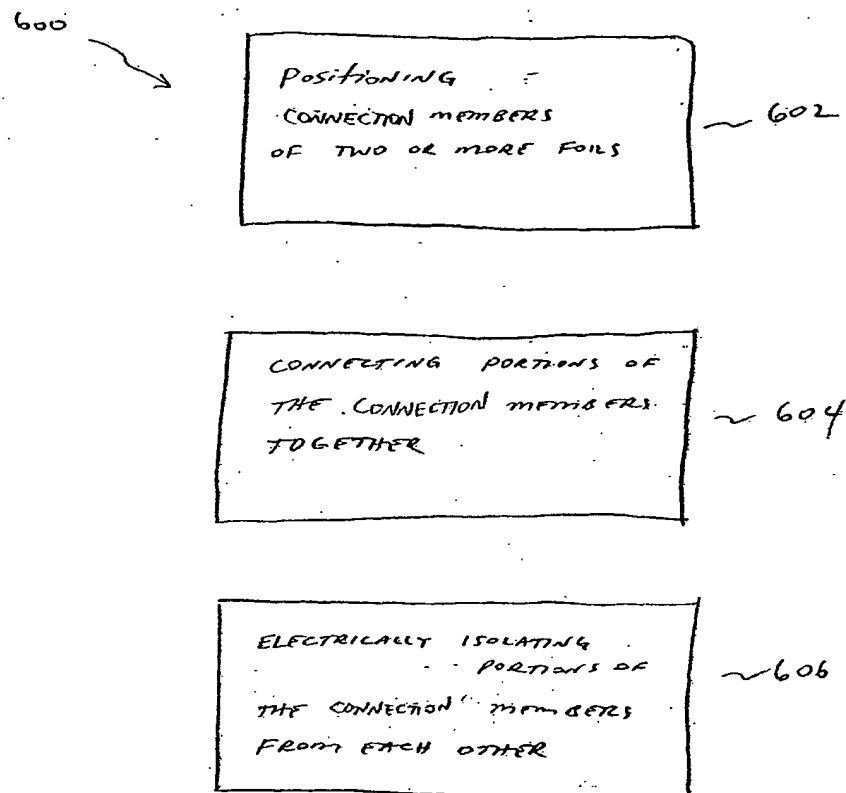 600
Positioning
CONNECTION MEMBERS
OF TWO OR MORE FOILS
602
CONNECTING PORTIONS OF
THE CONNECTION MEMBERS
TOGETHER
604
ELECTRICALLY ISOLATING
PORTIONS OF
THE CONNECTION MEMBERS
FROM EACH OTHER
606